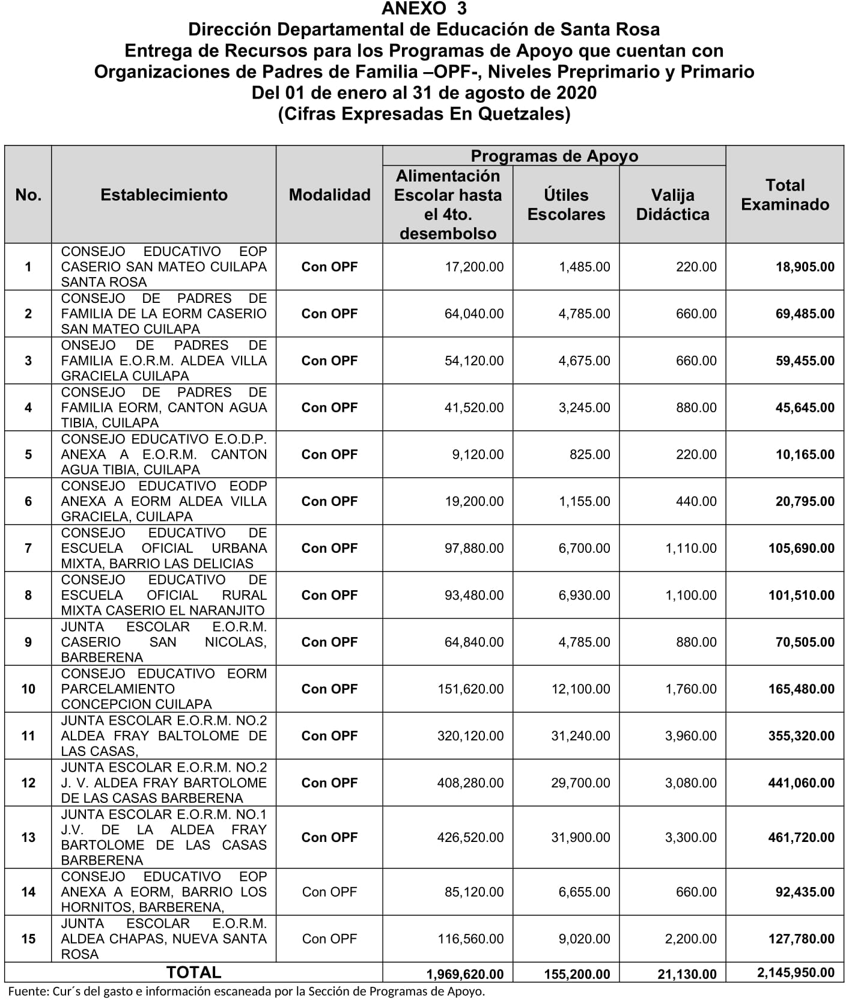 ANEXO 3
Dirección Departamental de Educación de Santa Rosa
Entrega de Recursos para los Programas de Apoyo que cuentan con
Organizaciones de Padres de Familia –OPF-, Niveles Preprimario y Primario
Del 01 de enero al 31 de agosto de 2020
(Cifras Expresadas En Quetzales)
No.
Establecimiento
Modalidad
Programas de Apoyo
Alimentación
Escolar hasta
el 4to.
desembolso
Útiles
Escolares
Valija
Didáctica
Total
Examinado
1
CONSEJO EDUCATIVO EOP
CASERIO SAN MATEO CUILAPA
SANTA ROSA
Con OPF
17,200.00
1,485.00
220.00
18,905.00
2
CONSEJO DE PADRES DE
FAMILIA DE LA EORM CASERIO
SAN MATEO CUILAPA
Con OPF
64,040.00
4,785.00
660.00
69,485.00
3
ONSEJO DE PADRES DE
FAMILIA E.O.R.M. ALDEA VILLA
GRACIELA CUILAPA
Con OPF
54,120.00
4,675.00
660.00
59,455.00
4
CONSEJO DE PADRES DE
FAMILIA EORM, CANTON AGUA
TIBIA, CUILAPA
Con OPF
41,520.00
3,245.00
880.00
45,645.00
5
CONSEJO EDUCATIVO E.O.D.P.
ANEXA A E.O.R.M. CANTON
AGUA TIBIA, CUILAPA
Con OPF
9,120.00
825.00
220.00
10,165.00
6
CONSEJO EDUCATIVO EODP
ANEXA A EORM ALDEA VILLA
GRACIELA, CUILAPA
Con OPF
19,200.00
1,155.00
440.00
20,795.00
7
CONSEJO EDUCATIVO DE
ESCUELA OFICIAL URBANA
MIXTA, BARRIO LAS DELICIAS
Con OPF
97,880.00
6,700.00
1,110.00
105,690.00
8
CONSEJO EDUCATIVO DE
ESCUELA OFICIAL RURAL
MIXTA CASERIO EL NARANJITO
Con OPF
93,480.00
6,930.00
1,100.00
101,510.00
9
JUNTA ESCOLAR E.O.R.M.
CASERIO SAN NICOLAS,
BARBERENA
Con OPF
64,840.00
4,785.00
880.00
70,505.00
10
CONSEJO EDUCATIVO EORM
PARCELAMIENTO
CONCEPCION CUILAPA
Con OPF
151,620.00
12,100.00
1,760.00
165,480.00
11
JUNTA ESCOLAR E.O.R.M. NO.2
ALDEA FRAY BALTOLOME DE
LAS CASAS,
Con OPF
320,120.00
31,240.00
3,960.00
355,320.00
12
JUNTA ESCOLAR E.O.R.M. NO.2
J. V. ALDEA FRAY BARTOLOME
DE LAS CASAS BARBERENA
Con OPF
408,280.00
29,700.00
3,080.00
441,060.00
13
JUNTA ESCOLAR E.O.R.M. NO.1
J.V. DE LA ALDEA FRAY
BARTOLOME DE LAS CASAS
BARBERENA
Con OPF
426,520.00
31,900.00
3,300.00
461,720.00
14
CONSEJO EDUCATIVO EOP
ANEXA A EORM, BARRIO LOS
HORNITOS, BARBERENA,
Con OPF
85,120.00
6,655.00
660.00
92,435.00
15
JUNTA ESCOLAR E.O.R.M.
ALDEA CHAPAS, NUEVA SANTA
ROSA
Con OPF
116,560.00
9,020.00
2,200.00
127,780.00
TOTAL
1,969,620.00
155,200.00
21,130.00
2,145,950.00
Fuente: Cur´s del gasto e información escaneada por la Sección de Programas de Apoyo.